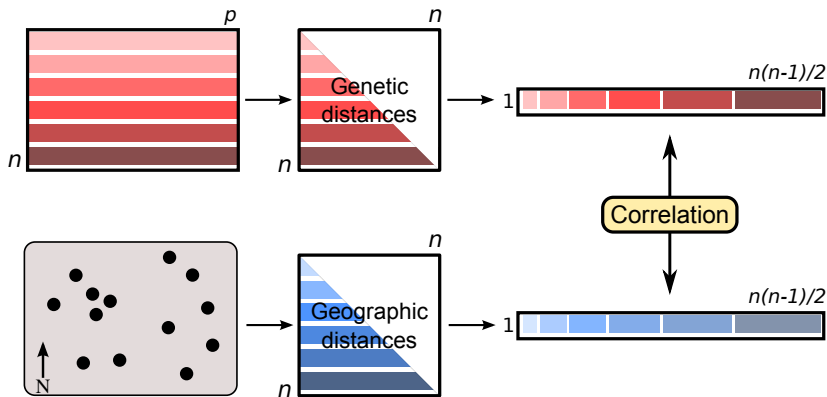 p
n
n
Genetic
distances
n
n(n-1)/2
1
Correlation
n
Geographic
distances
n
n(n-1)/2
1
N